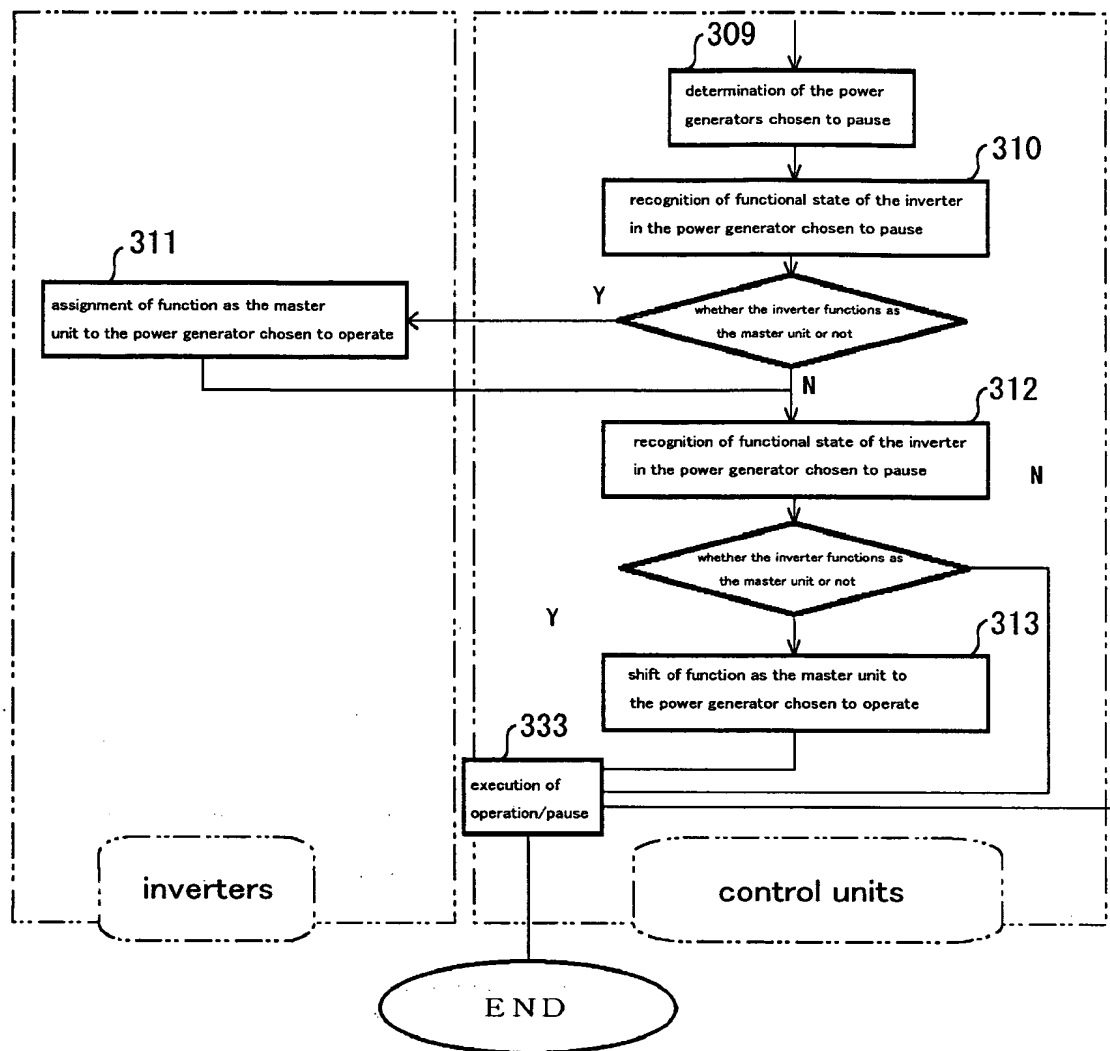 309
determination of the power
generators chosen to pause
310
recognition of functional state of the inverter
in the power generator chosen to pause
311
assignment of function as the master
unit to the power generator chosen to operate
Y
whether the inverter functions as
the master unit or not
N
312
recognition of functional state of the inverter
in the power generator chosen to pause
N
whether the inverter functions as
the master unit or not
Y
313
shift of function as the master unit to
the power generator chosen to operate
333
execution of
operation/pause
inverters
control units
END